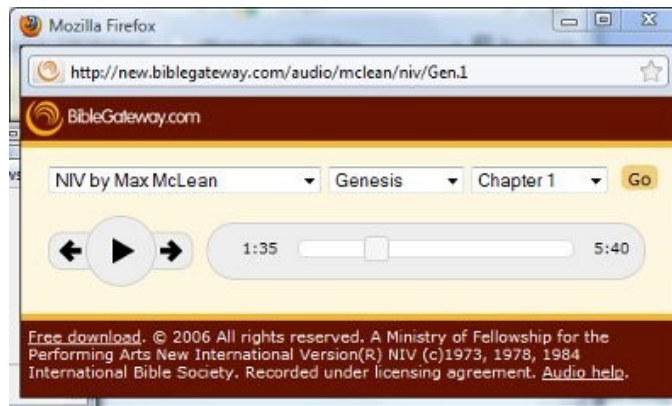 Mozilla Firefox
http://new.biblegateway.com/audio/mclean/niv/Gen.1
BibleGateway.com
NIV by Max McLean Genesis Chapter 1 Go
1:35 5:40
Free download. © 2006 All rights reserved. A Ministry of Fellowship for the
Performing Arts New International Version(R) NIV (c)1973, 1978, 1984
International Bible Society. Recorded under licensing agreement. Audio help.